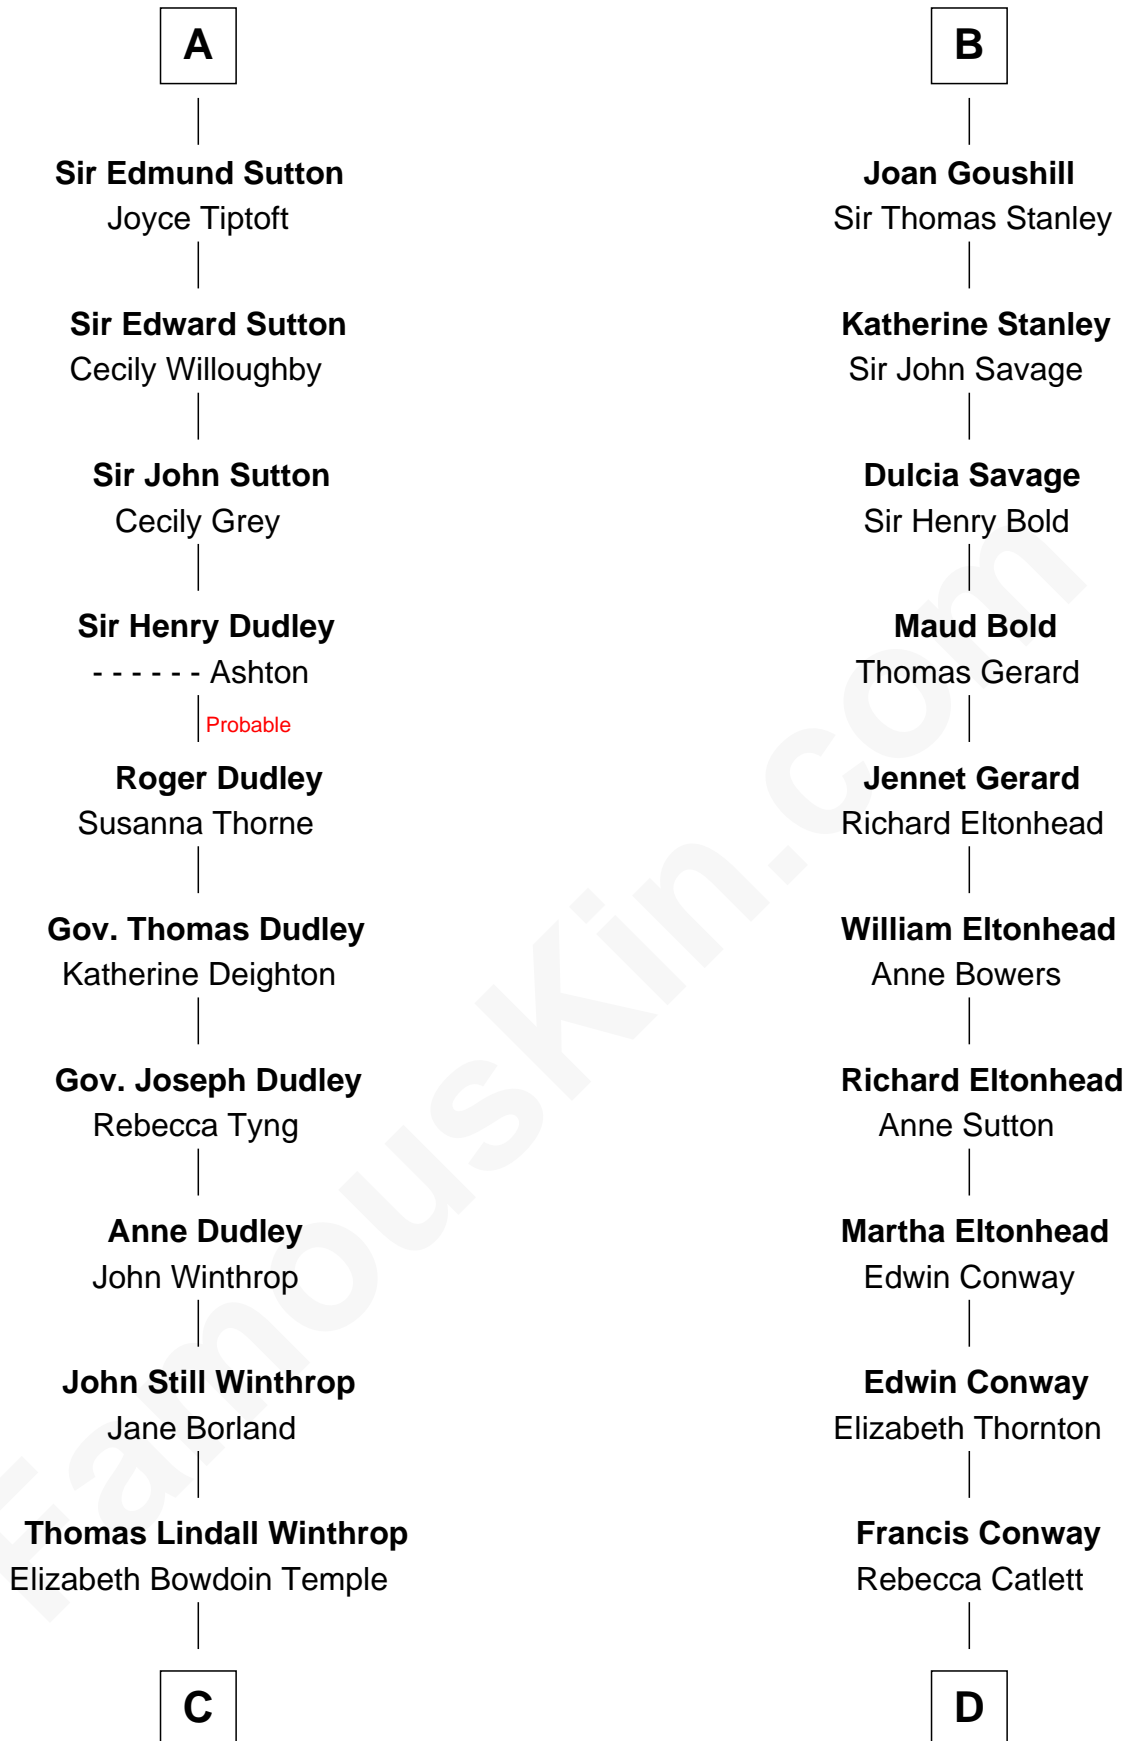 A
Sir Edmund Sutton
Joyce Tiptoft
Sir Edward Sutton
Cecily Willoughby
Sir John Sutton
Cecily Grey
Sir Henry Dudley
- - - - - - Ashton
Probable
Roger Dudley
Susanna Thorne
Gov. Thomas Dudley
Katherine Deighton
Gov. Joseph Dudley
Rebecca Tyng
Anne Dudley
John Winthrop
John Still Winthrop
Jane Borland
Thomas Lindall Winthrop
Elizabeth Bowdoin Temple
C
B
Joan Goushill
Sir Thomas Stanley
Katherine Stanley
Sir John Savage
Dulcia Savage
Sir Henry Bold
Maud Bold
Thomas Gerard
Jennet Gerard
Richard Eltonhead
William Eltonhead
Anne Bowers
Richard Eltonhead
Anne Sutton
Martha Eltonhead
Edwin Conway
Edwin Conway
Elizabeth Thornton
Francis Conway
Rebecca Catlett
D
FamousKin.com